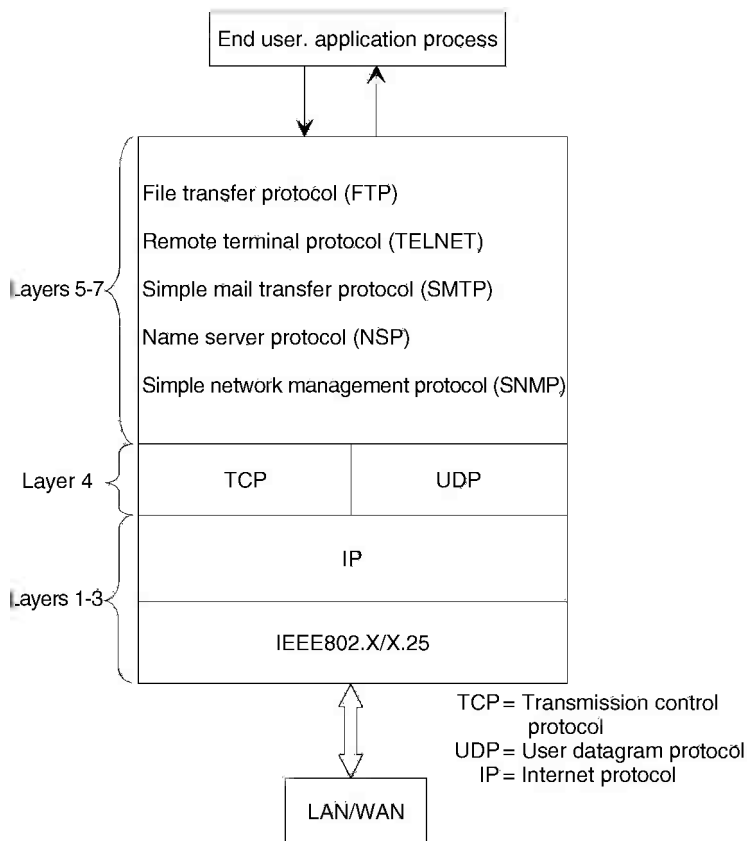 End user. application process
File transfer protocol (FTP)
Remote terminal protocol (TELNET)
Layers 5-7
Simple mail transfer protocol (SMTP)
Name server protocol (NSP)
Simple network management protocol (SNMP)
Layer 4
TCP
UDP
IP
Layers 1-3
IEEE802.X/X.25
TCP = Transmission control
protocol
UDP = User datagram protocol
IP = Internet protocol
LAN/WAN